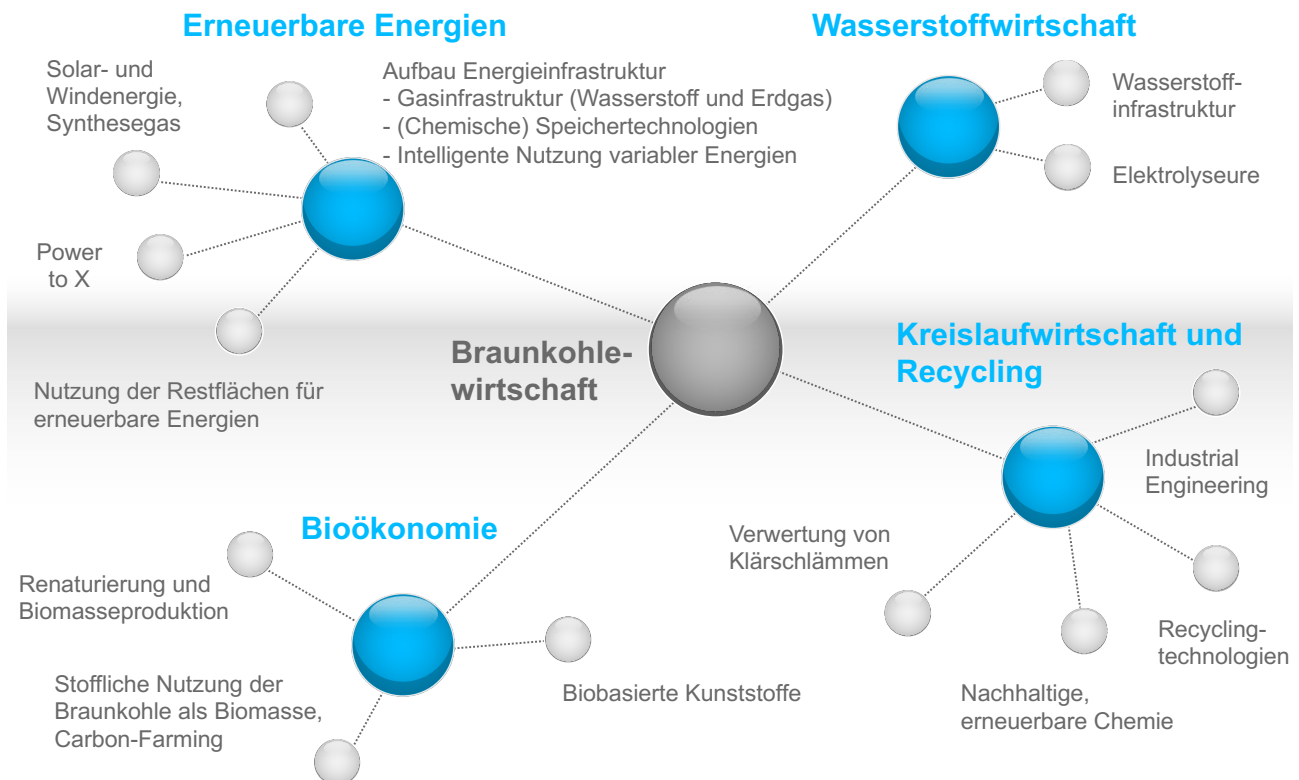 Erneuerbare Energien
Solar- und
Windenergie,
Synthesegas
Aufbau Energieinfrastruktur
- Gasinfrastruktur (Wasserstoff und Erdgas)
- (Chemische) Speichertechnologien
- Intelligente Nutzung variabler Energien
Power
to X
Nutzung der Restflächen für
erneuerbare Energien
Wasserstoffwirtschaft
Wasserstoff-
infrastruktur
Elektrolyseure
Braunkohle-
wirtschaft
Kreislaufwirtschaft und
Recycling
Industrial
Engineering
Verwertung von
Klärschlämmen
Recycling-
technologien
Nachhaltige,
erneuerbare Chemie
Bioökonomie
Renaturierung und
Biomasseproduktion
Stoffliche Nutzung der
Braunkohle als Biomasse,
Carbon-Farming
Biobasierte Kunststoffe